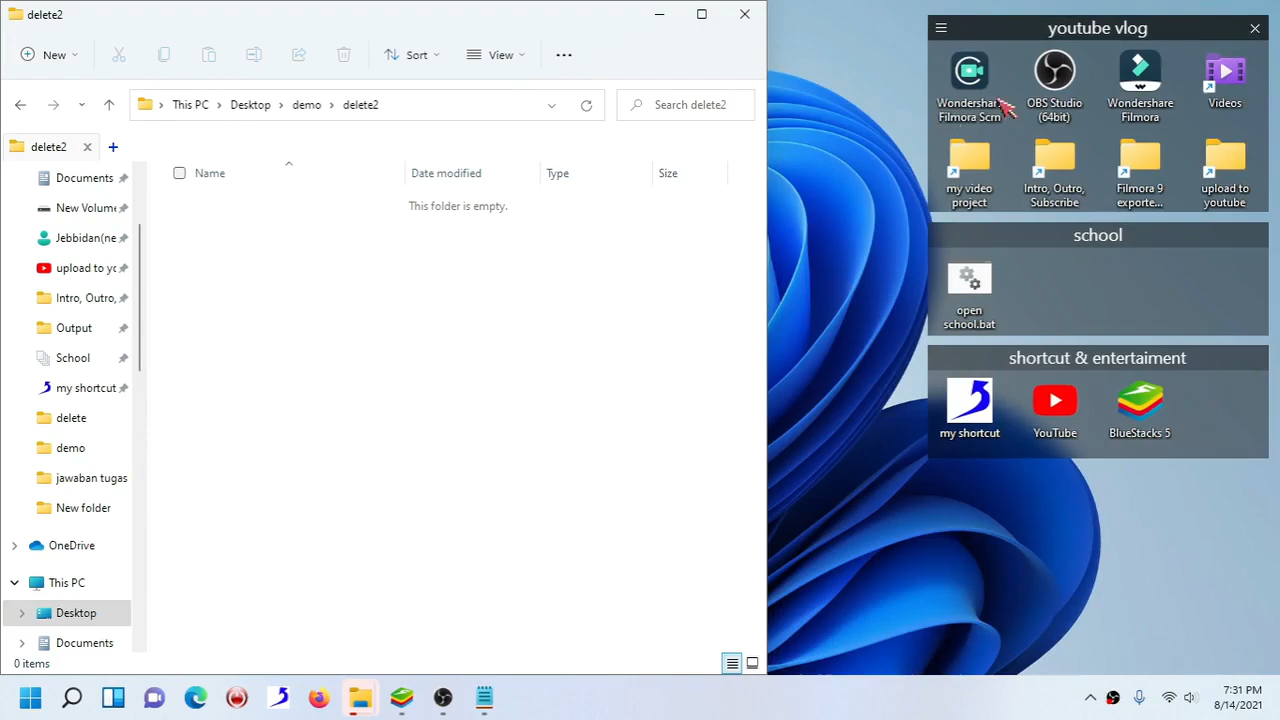 delete2
New
Sort
View
This PC
Desktop
demo
delete2
Search delete2
delete2
Documents
New Volume
Jebbidan(ne
upload to yo
Intro, Outro,
Output
School
my shortcut
delete
demo
jawaban tugas
New folder
OneDrive
This PC
Desktop
Documents
Name
Date modified
Type
Size
This folder is empty.
0 items
youtube vlog
Wondershare
Filmora Scrn
OBS Studio
(64bit)
Wondershare
Filmora
Videos
my video
project
Intro, Outro,
Subscribe
Filmora 9
exporte...
upload to
youtube
school
open
school.bat
shortcut & entertaiment
my shortcut
YouTube
BlueStacks 5
7:31 PM
8/14/2021